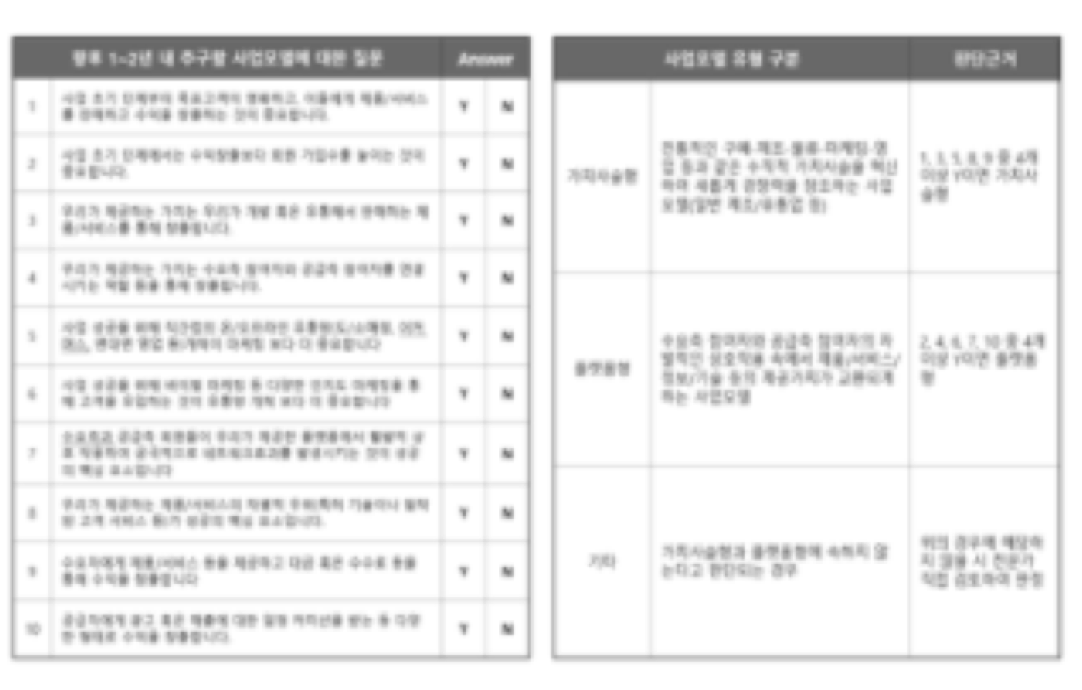 향후 1~2년 내 추구할 사업모델에 대한 질문
Answer
1
사업 초기 단계부터 목표고객이 명확하고, 이들에게 제품/서비스
를 판매하고 수익을 창출하는 것이 중요합니다.
Y
N
2
사업 초기 단계에서는 수익창출보다 회원 가입수를 높이는 것이
중요합니다.
Y
N
3
우리가 제공하는 가치는 우리가 개발 혹은 유통해서 판매하는 제
품/서비스를 통해 창출됩니다.
Y
N
4
우리가 제공하는 가치는 수요측 참여자와 공급측 참여자를 연결
시키는 역할 등을 통해 창출됩니다.
Y
N
5
사업 성공을 위해 직간접의 온/오프라인 유통망(도/소매점,
영업 등)개척이 마케팅 보다 더 중요합니다
Y
N
6
사업 성공을 위해 바이럴 마케팅 등 다양한 인지도 마케팅을 통
해 고객을 유입하는 것이 유통망 개척 보다 더 중요합니다
Y
N
7
공급측 회원들이 우리가 제공한 플랫폼에서 활발히 상
호 작용하여 궁극적으로 네트워크효과를 발생시키는 것이 성공
의 핵심 요소입니다
Y
N
8
우리가 제공하는 제품/서비스의 차별적 우위(특허 기술이나
고객 서비스 등)가 성공의 핵심 요소입니다.
Y
N
9
수요자에게 제품/서비스 등을 제공하고 대금 혹은 수수료 등을
통해 수익을 창출합니다
Y
N
10
공급자에게 광고 혹은 매출에 대한 일정 커미션을 받는 등 다양
한 형태로 수익을 창출합니다.
Y
N
사업모델 유형 구분
판단근거
가치사슬형
전통적인 구매-제조-물류-마케팅-영
업 등과 같은 수직적 가치사슬을 혁신
하여 새롭게 경쟁력을 창조하는 사업
모델(일반 제조/유통업 등)
1, 3, 5, 8, 9 중 4개
이상 Y이면 가치사
슬형
플랫폼형
수요측 참여자와 공급측 참여자의 자
발적인 상호작용 속에서 제품/서비스/
정보/기술 등의 제공가치가 교환되게
하는 사업모델
2, 4, 6, 7, 10 중 4개
이상 Y이면 플랫폼
형
기타
가치사슬형과 플랫폼형에 속하지 않
는다고 판단되는 경우
위의 경우에 해당하
지 않을 시 전문가
직접 검토하여 판정